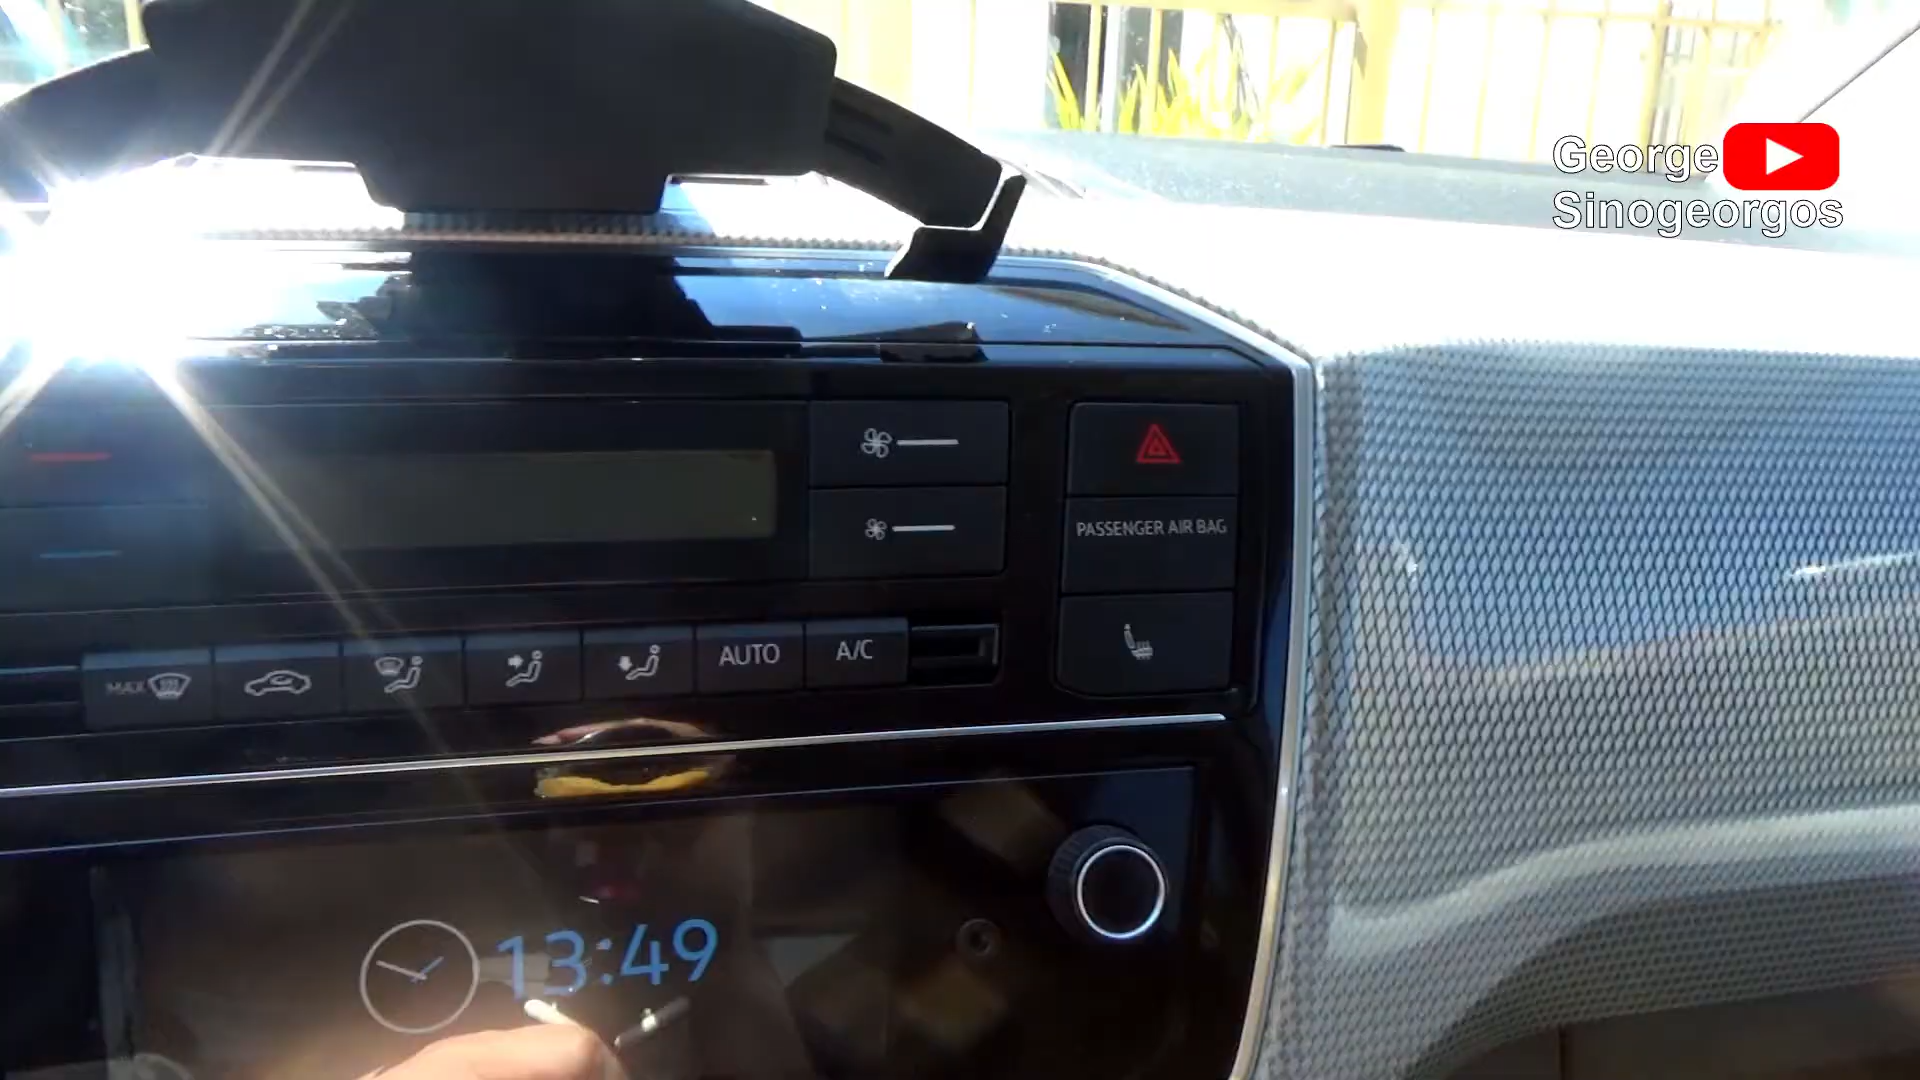 George
Sinogeorgos
PASSENGER AIR BAG
MAX
AUTO
A/C
13:49